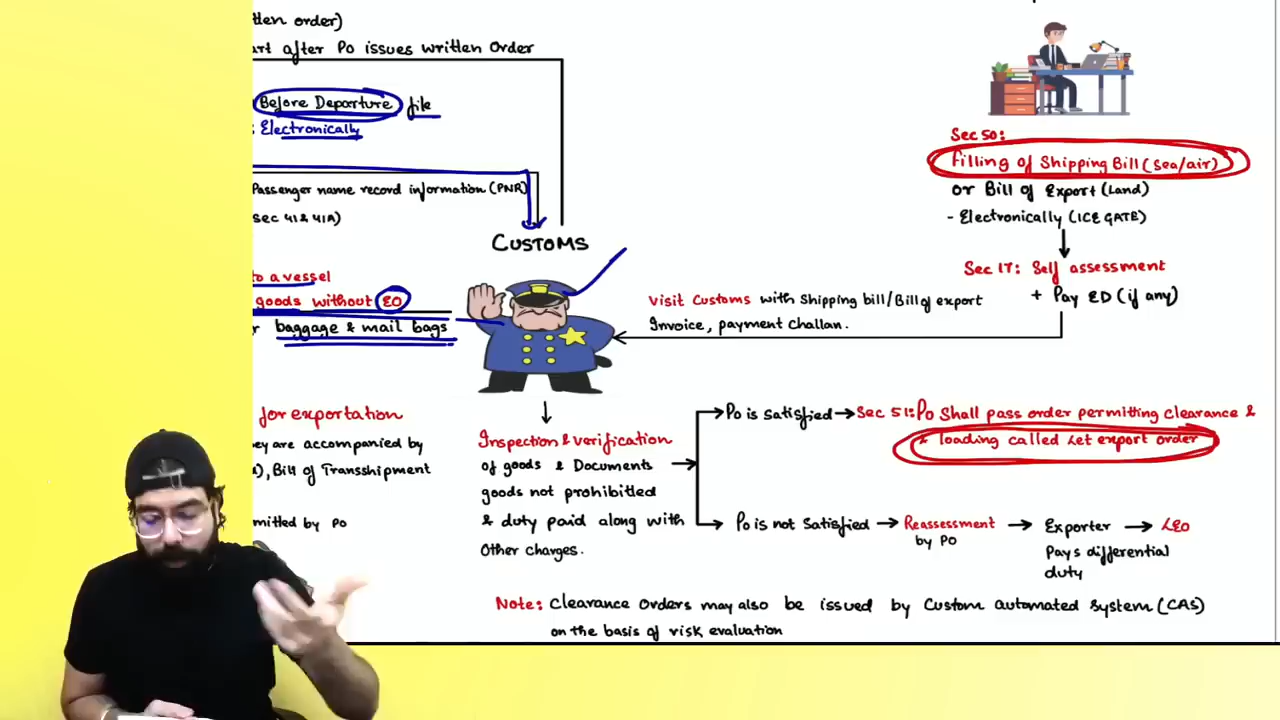 tten order)
art after Po issues written Order
Before Departure file
: Electronically
Passenger name record information (PNR)
sec 41 & 41A)
CUSTOMS
to a vessel
goods without EO
r baggage & mail bags
for exportation
hey are accompanied by
), Bill of Transshipment
mitted by PO
Sec 50:
filling of Shipping Bill (Sea/air)
or Bill of Export (Land)
- Electronically (ICE GATE)
Sec 17: Self assessment
+ Pay ED (if any)
Visit Customs with Shipping bill/Bill of export
Invoice, payment challan.
Inspection & verification
of goods & Documents
goods not prohibitted
& duty paid along with
Other charges.
Po is satisfied → Sec 51: Po Shall pass order permitting clearance &
loading called Let export order
Po is not Satisfied → Reassessment → Exporter → LEO
by PO
Pays differential
duty
Note: Clearance Orders may also be issued by Custom automated system (CAS)
on the basis of risk evaluation